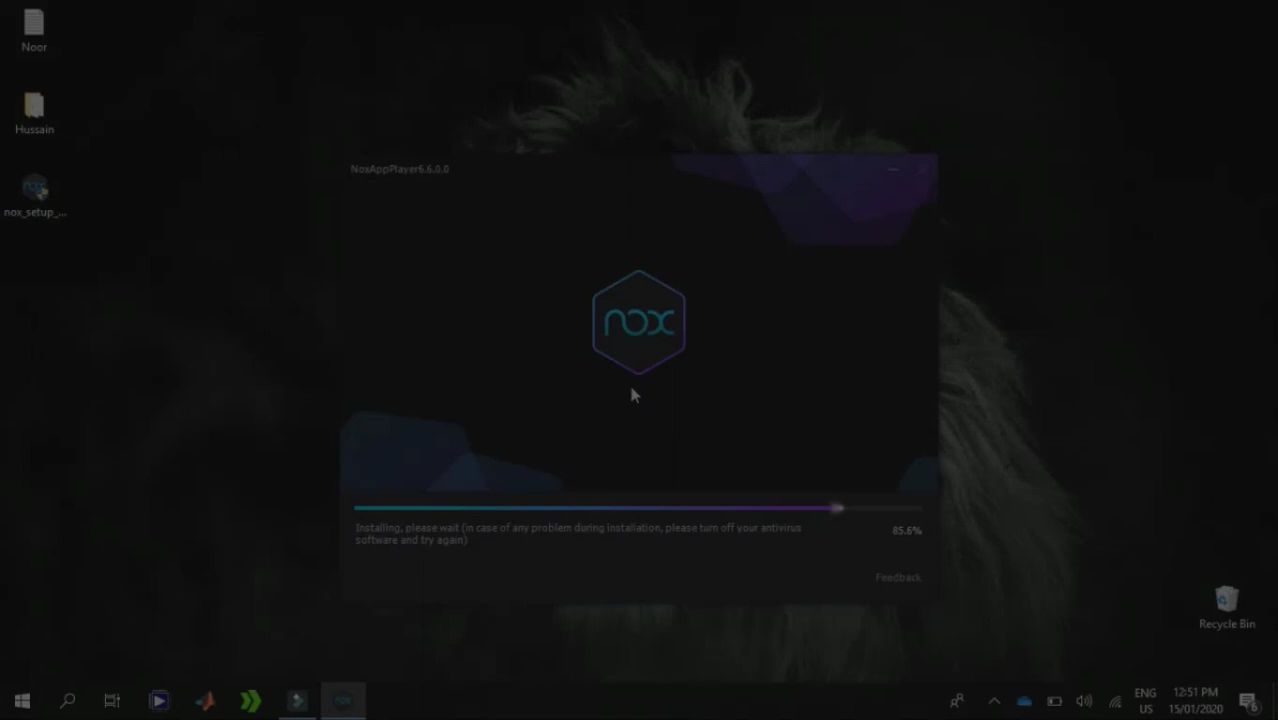 Noor
Hussain
nox_setup_...
NoxAppPlayer6.6.0.0
nox
Installing, please wait (in case of any problem during installation, please turn off your antivirus
software and try again)
85.6%
Feedback
Recycle Bin
nox
ENG
US
12:51 PM
15/01/2020
6